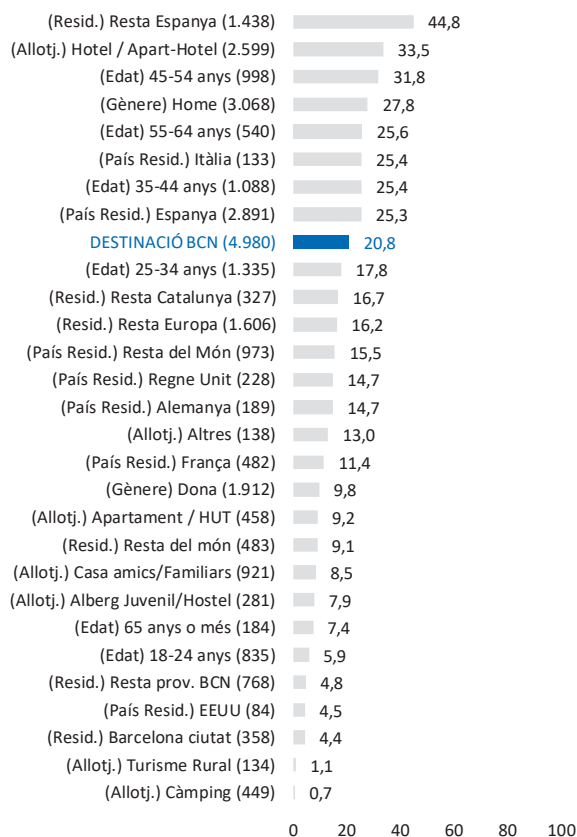 (Resid.) Resta Espanya (1.438) 44,8
(Allotj.) Hotel / Apart-Hotel (2.599) 33,5
(Edat) 45-54 anys (998) 31,8
(Gènere) Home (3.068) 27,8
(Edat) 55-64 anys (540) 25,6
(País Resid.) Itàlia (133) 25,4
(Edat) 35-44 anys (1.088) 25,4
(País Resid.) Espanya (2.891) 25,3
DESTINACIÓ BCN (4.980) 20,8
(Edat) 25-34 anys (1.335) 17,8
(Resid.) Resta Catalunya (327) 16,7
(Resid.) Resta Europa (1.606) 16,2
(País Resid.) Resta del Món (973) 15,5
(País Resid.) Regne Unit (228) 14,7
(País Resid.) Alemanya (189) 14,7
(Allotj.) Altres (138) 13,0
(País Resid.) França (482) 11,4
(Gènere) Dona (1.912) 9,8
(Allotj.) Apartament / HUT (458) 9,2
(Resid.) Resta del món (483) 9,1
(Allotj.) Casa amics/Familiars (921) 8,5
(Allotj.) Alberg Juvenil/Hostel (281) 7,9
(Edat) 65 anys o més (184) 7,4
(Edat) 18-24 anys (835) 5,9
(Resid.) Resta prov. BCN (768) 4,8
(País Resid.) EEUU (84) 4,5
(Resid.) Barcelona ciutat (358) 4,4
(Allotj.) Turisme Rural (134) 1,1
(Allotj.) Càmping (449) 0,7
0 20 40 60 80 100